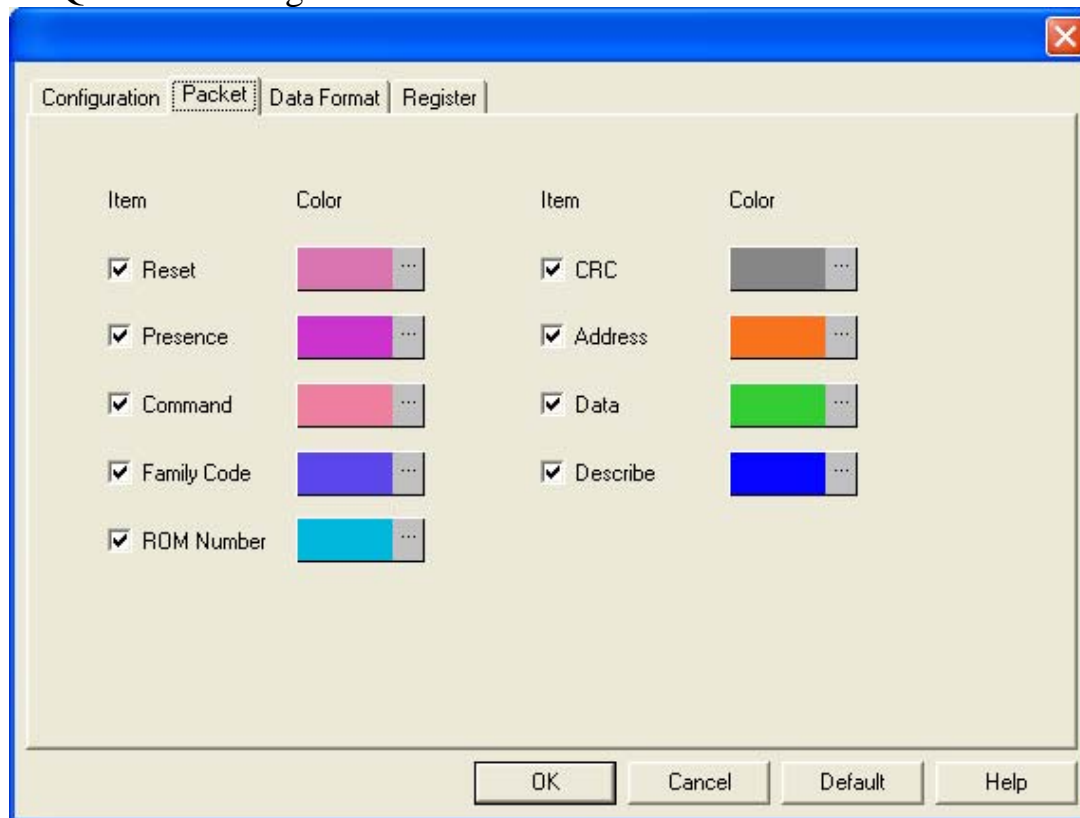 Configuration Packet Data Format Register
Item Color Item Color
Reset ... CRC ...
Presence ... Address ...
Command ... Data ...
Family Code ... Describe ...
ROM Number ...
OK Cancel Default Help